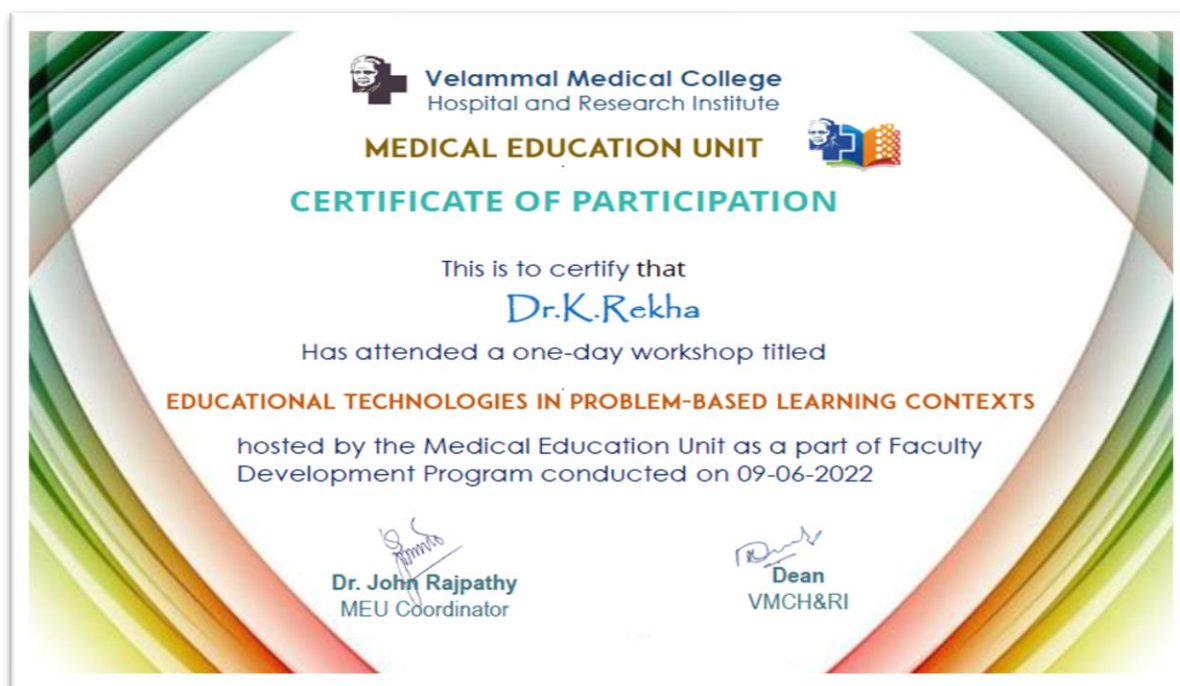 Velammal Medical College
Hospital and Research Institute
MEDICAL EDUCATION UNIT
CERTIFICATE OF PARTICIPATION
This is to certify that
Dr.K.Rekha
Has attended a one-day workshop titled
EDUCATIONAL TECHNOLOGIES IN PROBLEM-BASED LEARNING CONTEXTS
hosted by the Medical Education Unit as a part of Faculty
Development Program conducted on 09-06-2022
Dr. John Rajpathy
MEU Coordinator
Dean
VMCH&RI